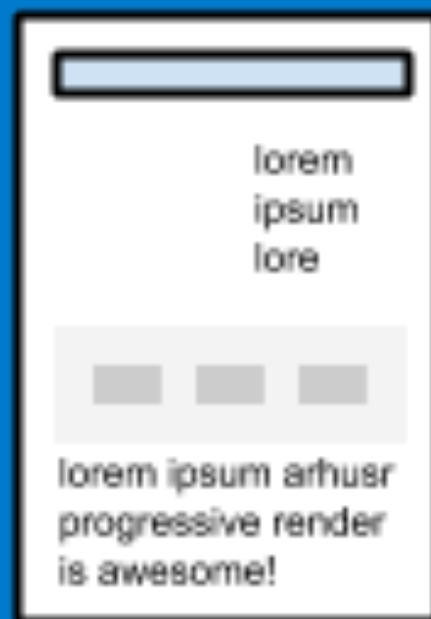 lorem
ipsum
lore
lorem ipsum arhusr
progressive render
is awesome!